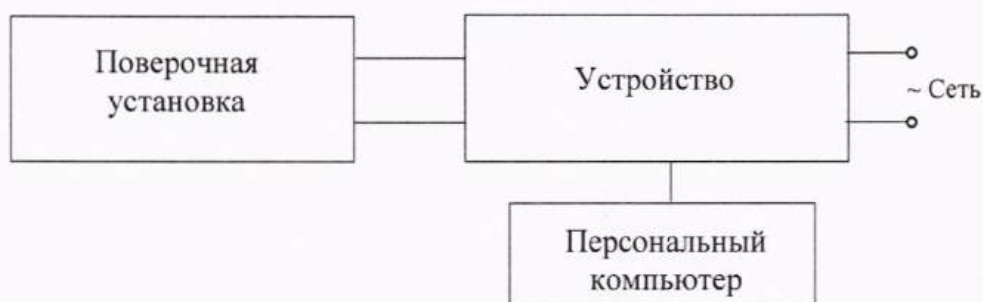 Поверочная
установка
Устройство
~ Сеть
Персональный
компьютер